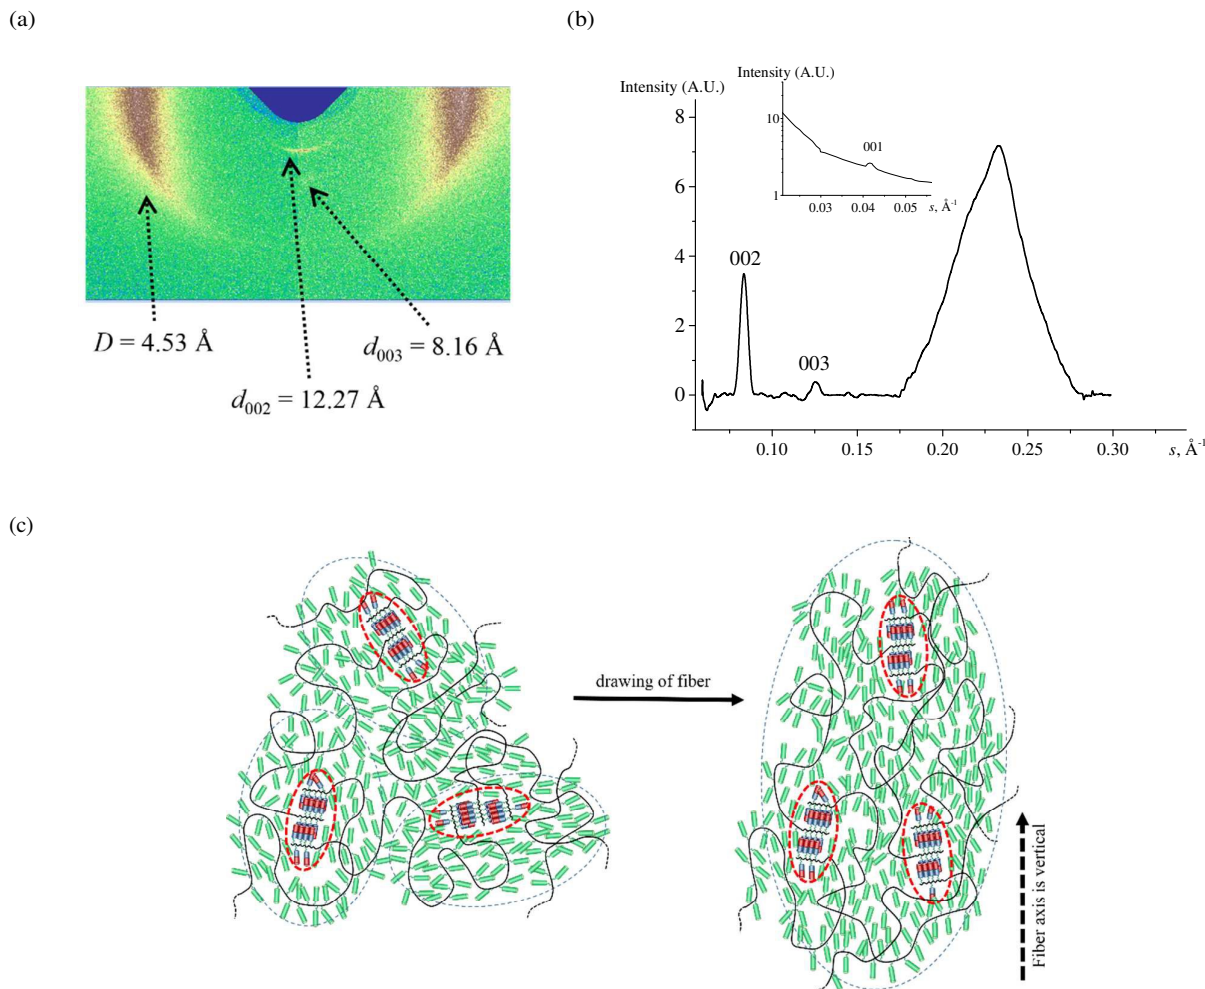 (a)
(b)
D = 4.53 Å
d003 = 8.16 Å
d002 = 12.27 Å
Intensity (A.U.)
Intensity (A.U.)
8
6
4
2
0
0.10
0.15
0.20
0.25
0.30
s, Å-1
002
003
10
1
001
0.03
0.04
0.05
s, Å-1
(c)
drawing of fiber
Fiber axis is vertical